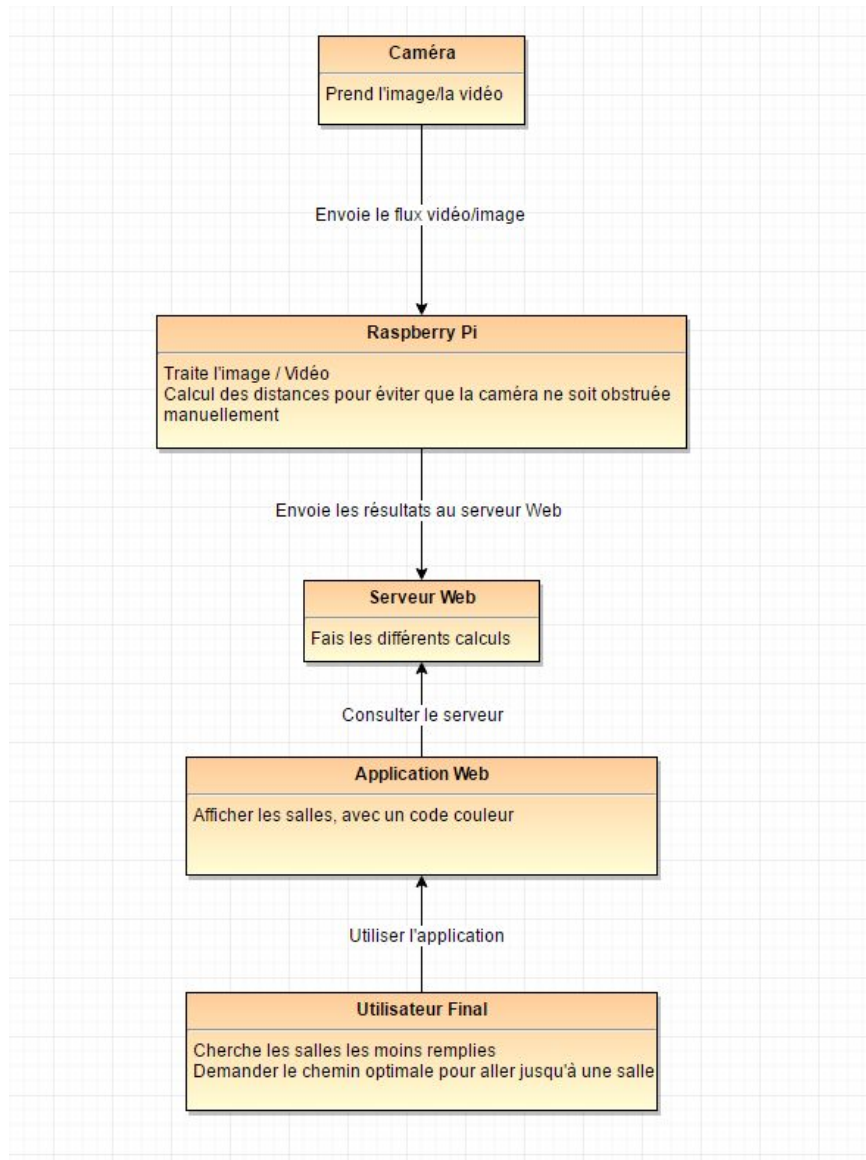 Caméra
Prend l'image/la vidéo
Envoie le flux vidéo/image
Raspberry Pi
Traite l'image / Vidéo
Calcul des distances pour éviter que la caméra ne soit obstruée
manuellement
Envoie les résultats au serveur Web
Serveur Web
Fais les différents calculs
Consulter le serveur
Application Web
Afficher les salles, avec un code couleur
Utiliser l'application
Utilisateur Final
Cherche les salles les moins remplies
Demander le chemin optimale pour aller jusqu'à une salle